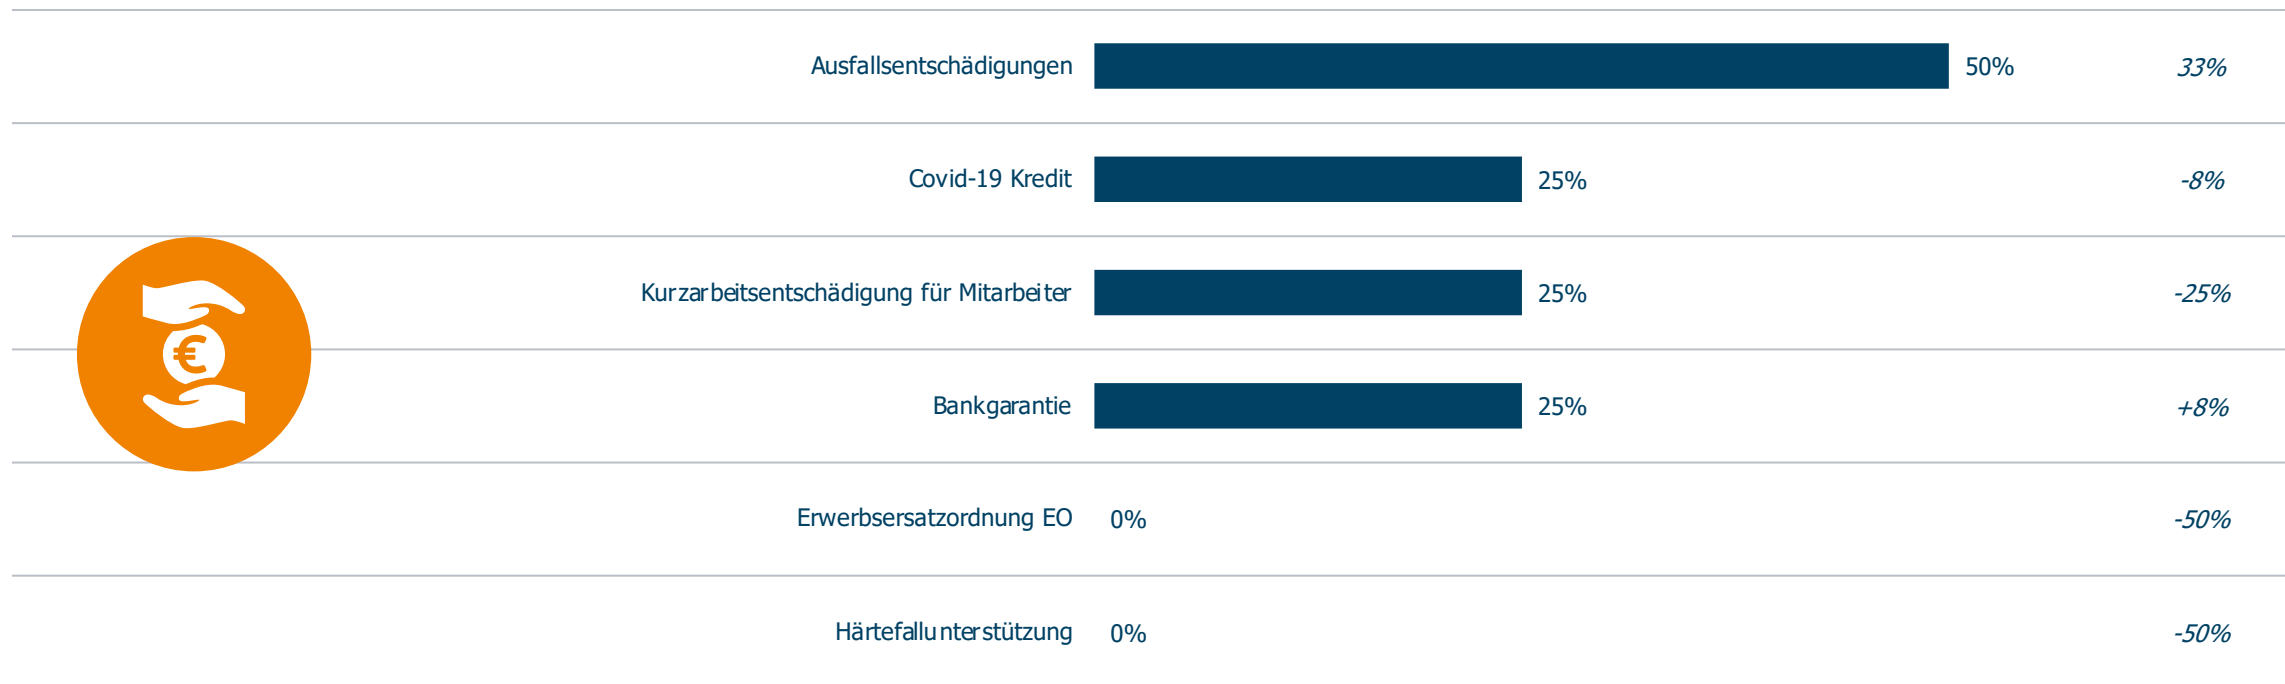 Ausfallsentschädigungen 50% 33%
Covid-19 Kredit 25% -8%
Kurzarbeitsentschädigung für Mitarbeiter 25% -25%
€
Bankgarantie 25% +8%
Erwerbsersatzordnung EO 0% -50%
Härtefallunterstützung 0% -50%